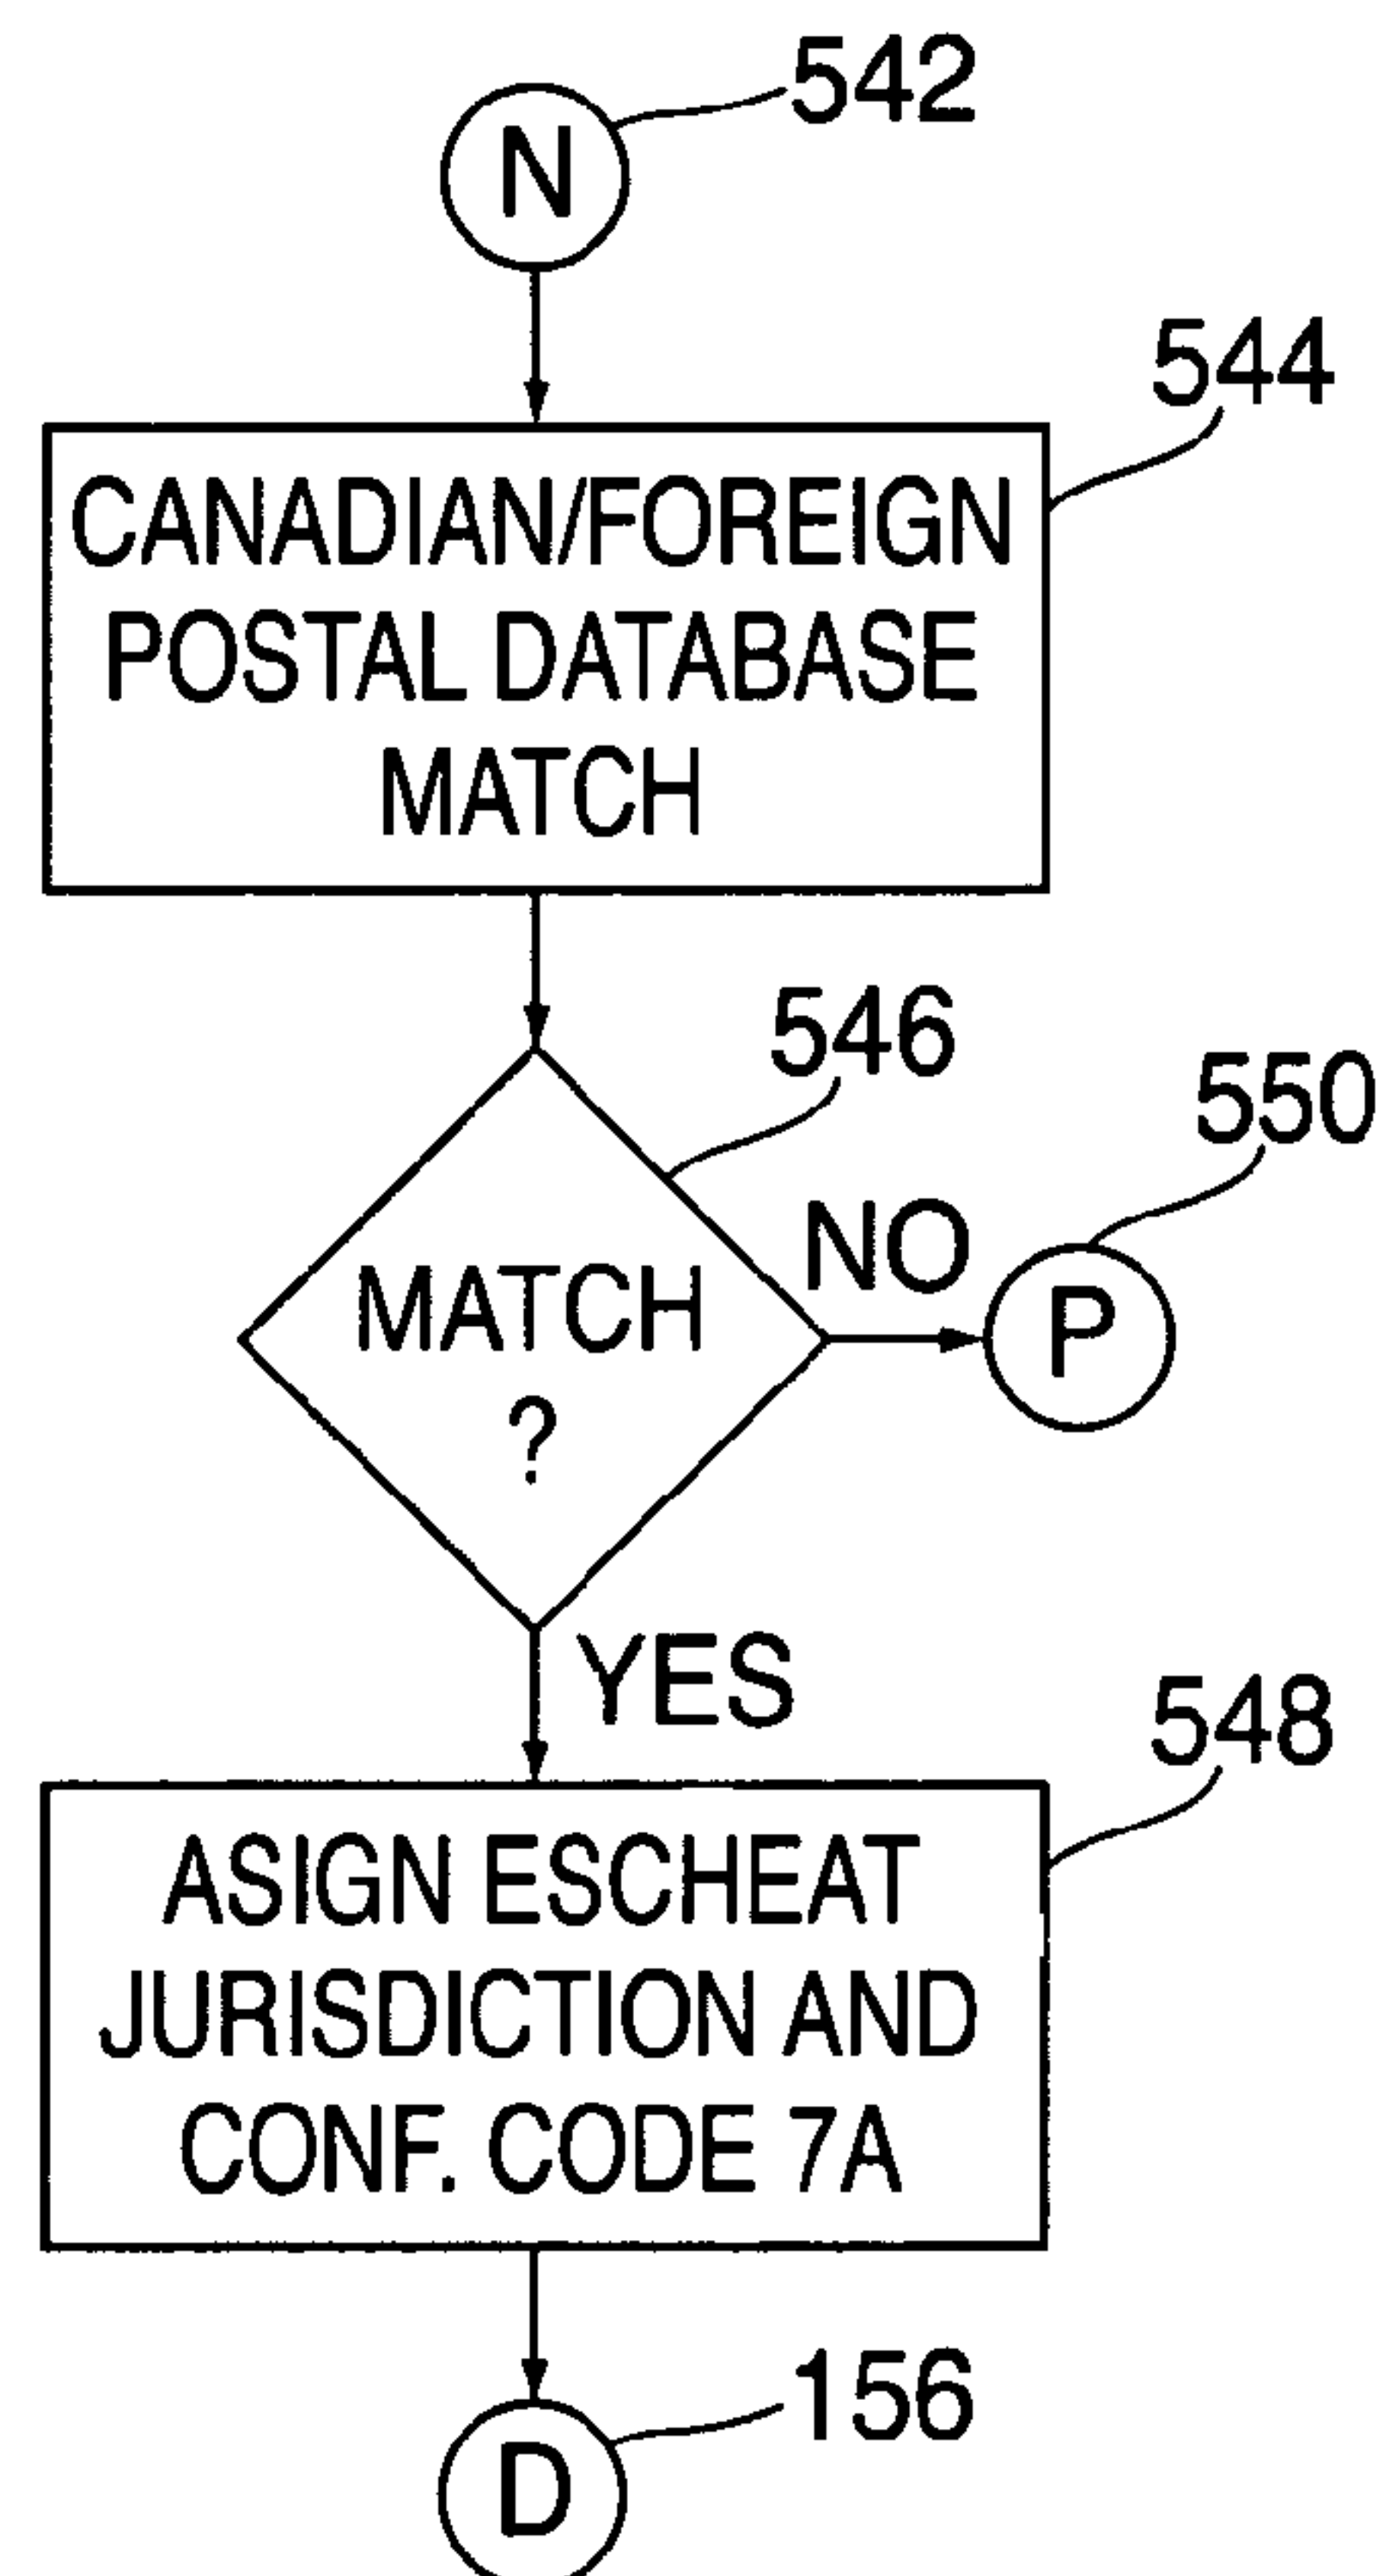 542
N
544
CANADIAN/FOREIGN
POSTAL DATABASE
MATCH
546
550
MATCH
?
NO
P
YES
548
ASIGN ESCHEAT
JURISDICTION AND
CONF. CODE 7A
156
D